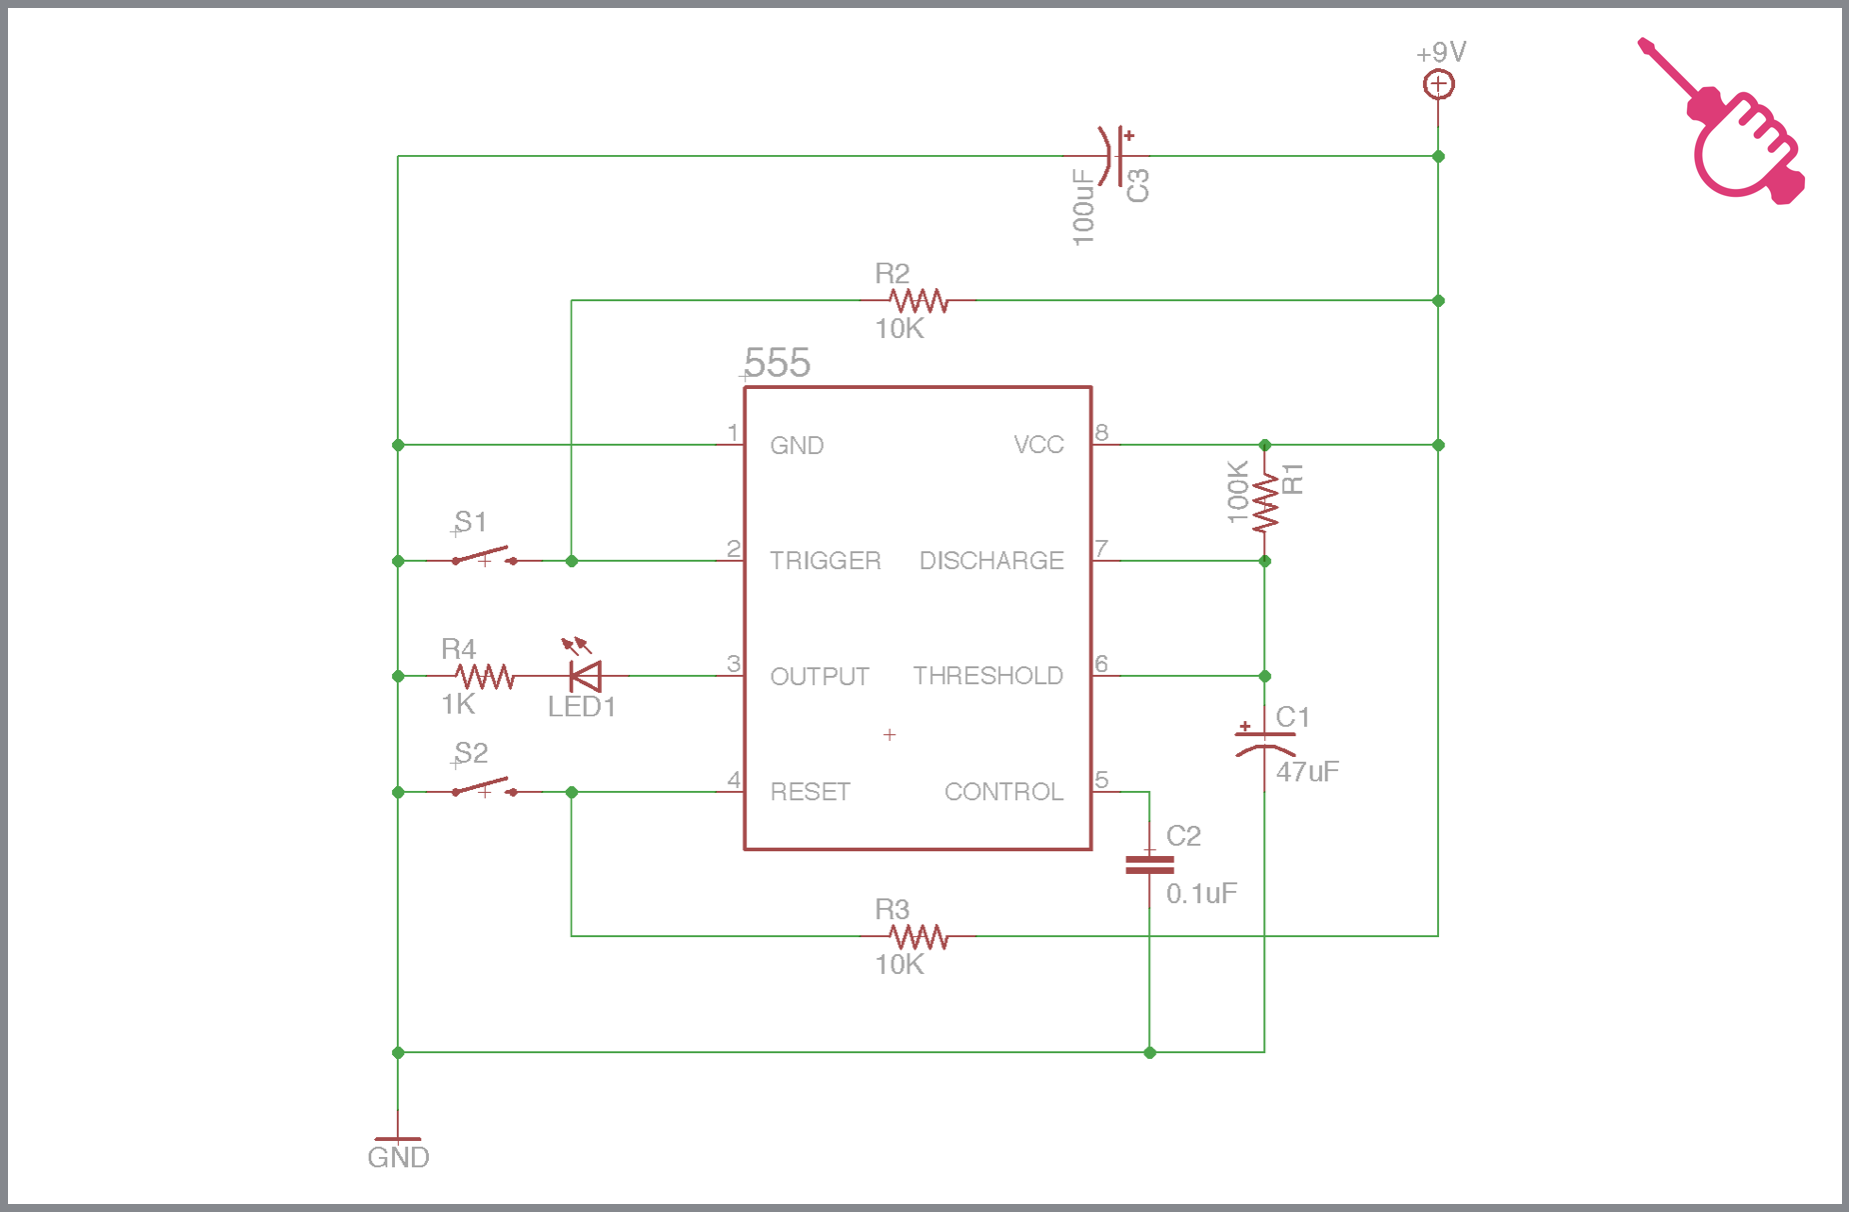 +9V
100uF
C3
R2
10K
555
1
GND
VCC
8
100K
R1
S1
2
TRIGGER
DISCHARGE
7
R4
1K
LED1
3
OUTPUT
THRESHOLD
6
C1
47uF
S2
4
RESET
CONTROL
5
C2
0.1uF
R3
10K
GND